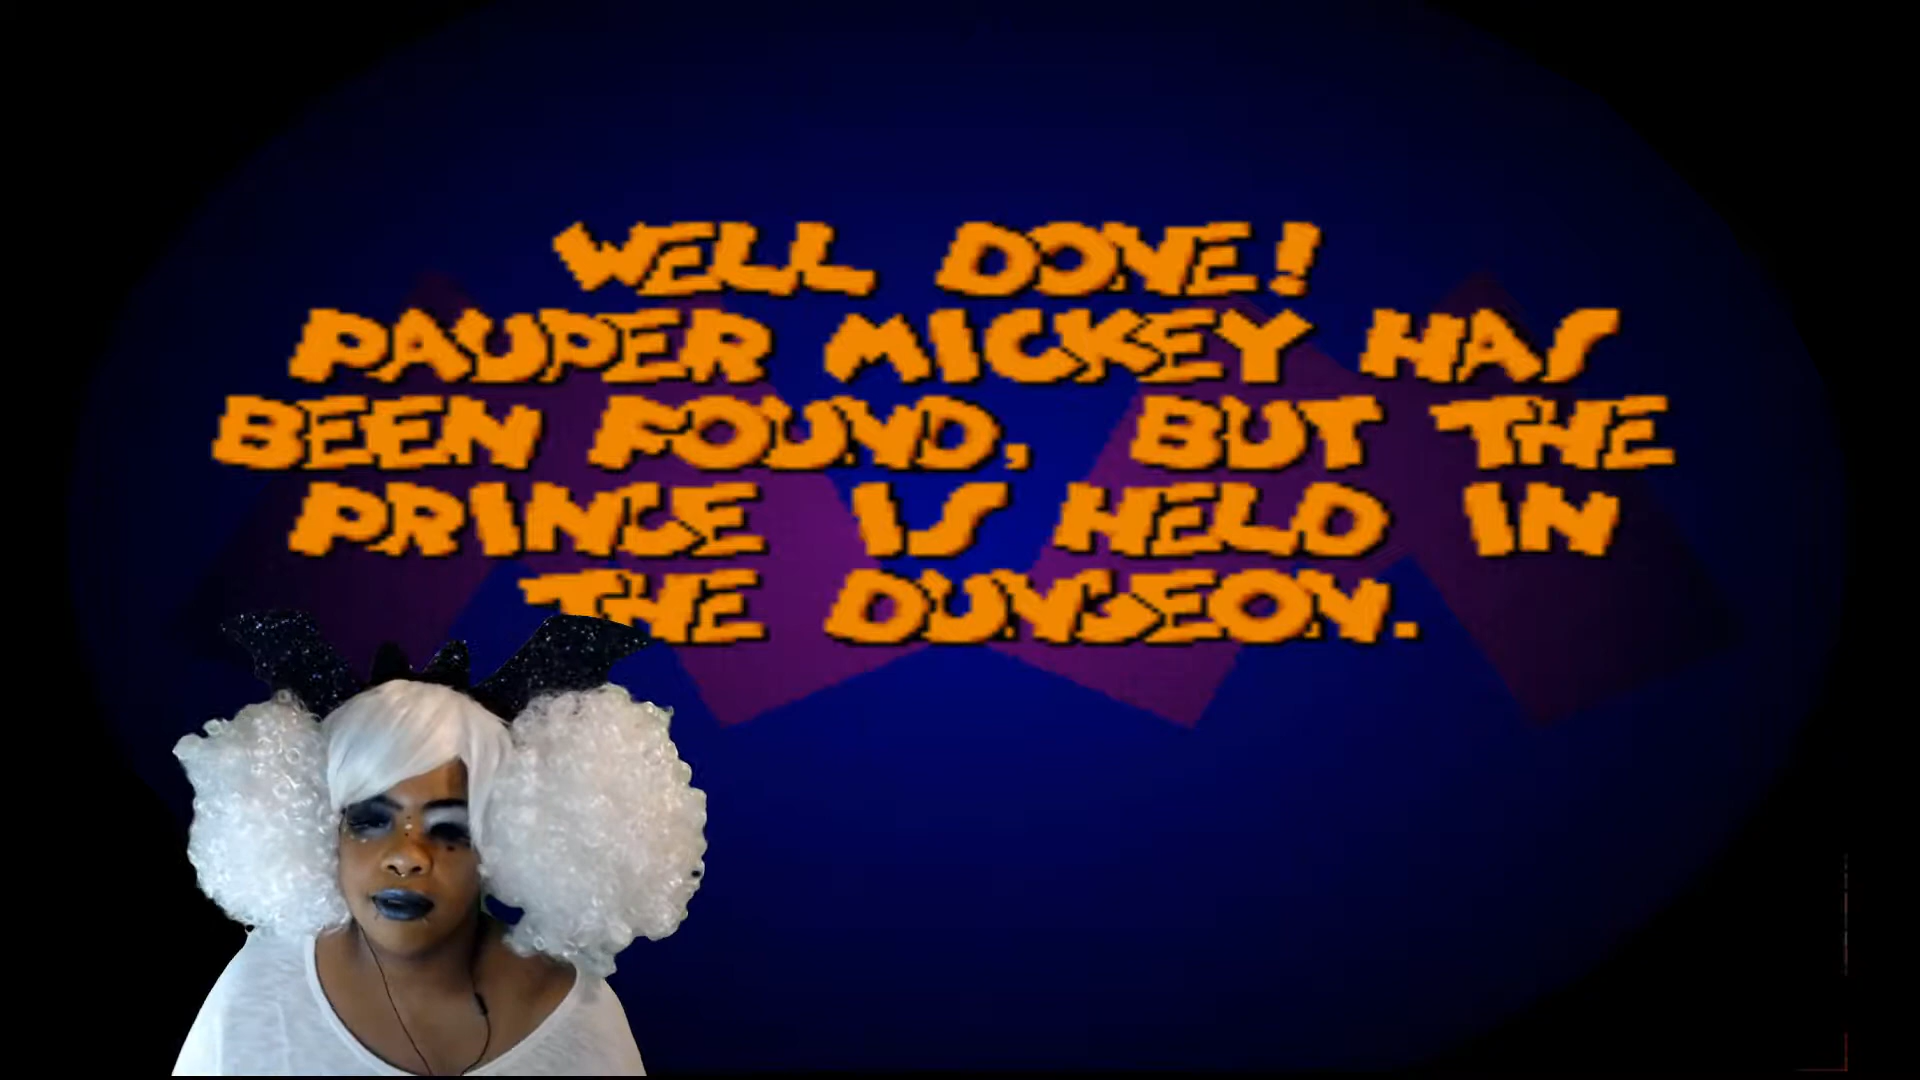 WELL DONE!
PAUPER MICKEY HAS
BEEN FOUND, BUT THE
PRINCE IS HELD IN
THE DUNGEON.